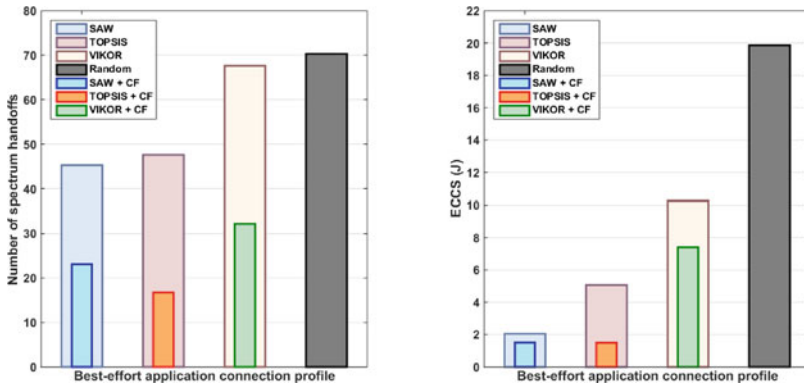 80
70
60
50
40
30
20
10
0
Number of spectrum handoffs
SAW
TOPSIS
VIKOR
Random
SAW + CF
TOPSIS + CF
VIKOR + CF
Best-effort application connection profile
22
20
18
16
14
12
10
8
6
4
2
0
ECCS (J)
SAW
TOPSIS
VIKOR
Random
SAW + CF
TOPSIS + CF
VIKOR + CF
Best-effort application connection profile